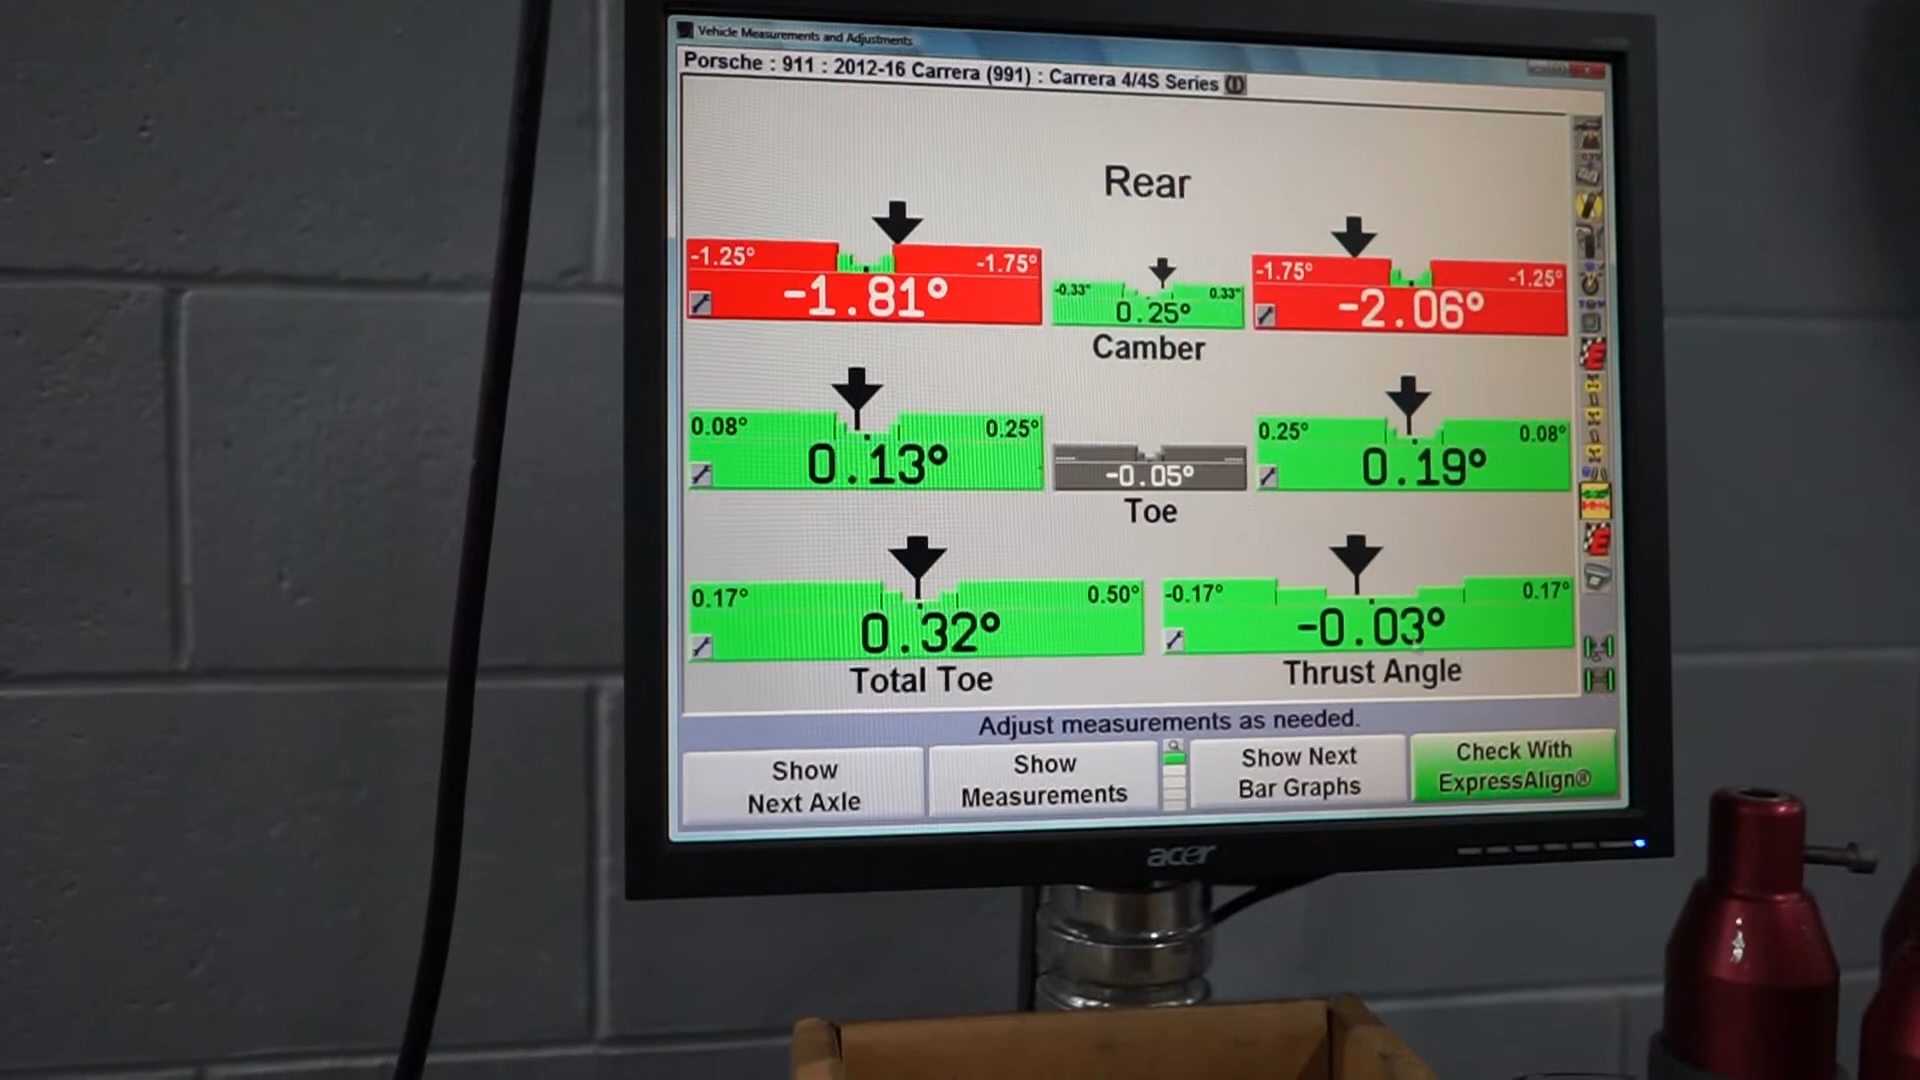 Vehicle Measurements and Adjustments
Porsche : 911 : 2012-16 Carrera (991) : Carrera 4/4S Series
Rear
-1.25° -1.75°
-1.81°
-0.33° 0.33°
0.25°
-1.75° -1.25°
-2.06°
Camber
0.08° 0.25°
0.13°
-0.05°
0.25° 0.08°
0.19°
Toe
0.17° 0.50°
0.32°
-0.17° 0.17°
-0.03°
Total Toe
Thrust Angle
Adjust measurements as needed.
Show
Next Axle
Show
Measurements
Show Next
Bar Graphs
Check With
ExpressAlign®
acer